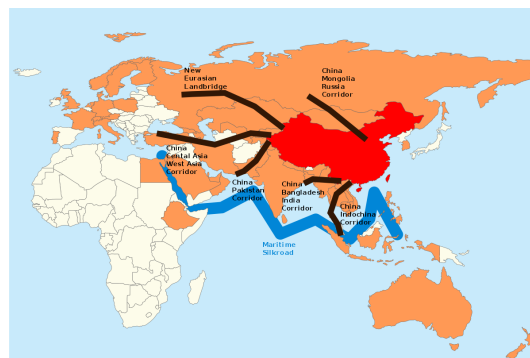 New
Eurasian
Landbridge
China
Mongolia
Russia
Corridor
China
Cental Asia
West Asia
Corridor
China
Pakistan
Corridor
China
Bangladesh
India
Corridor
China
Indochina
Corridor
Maritime
Silkroad